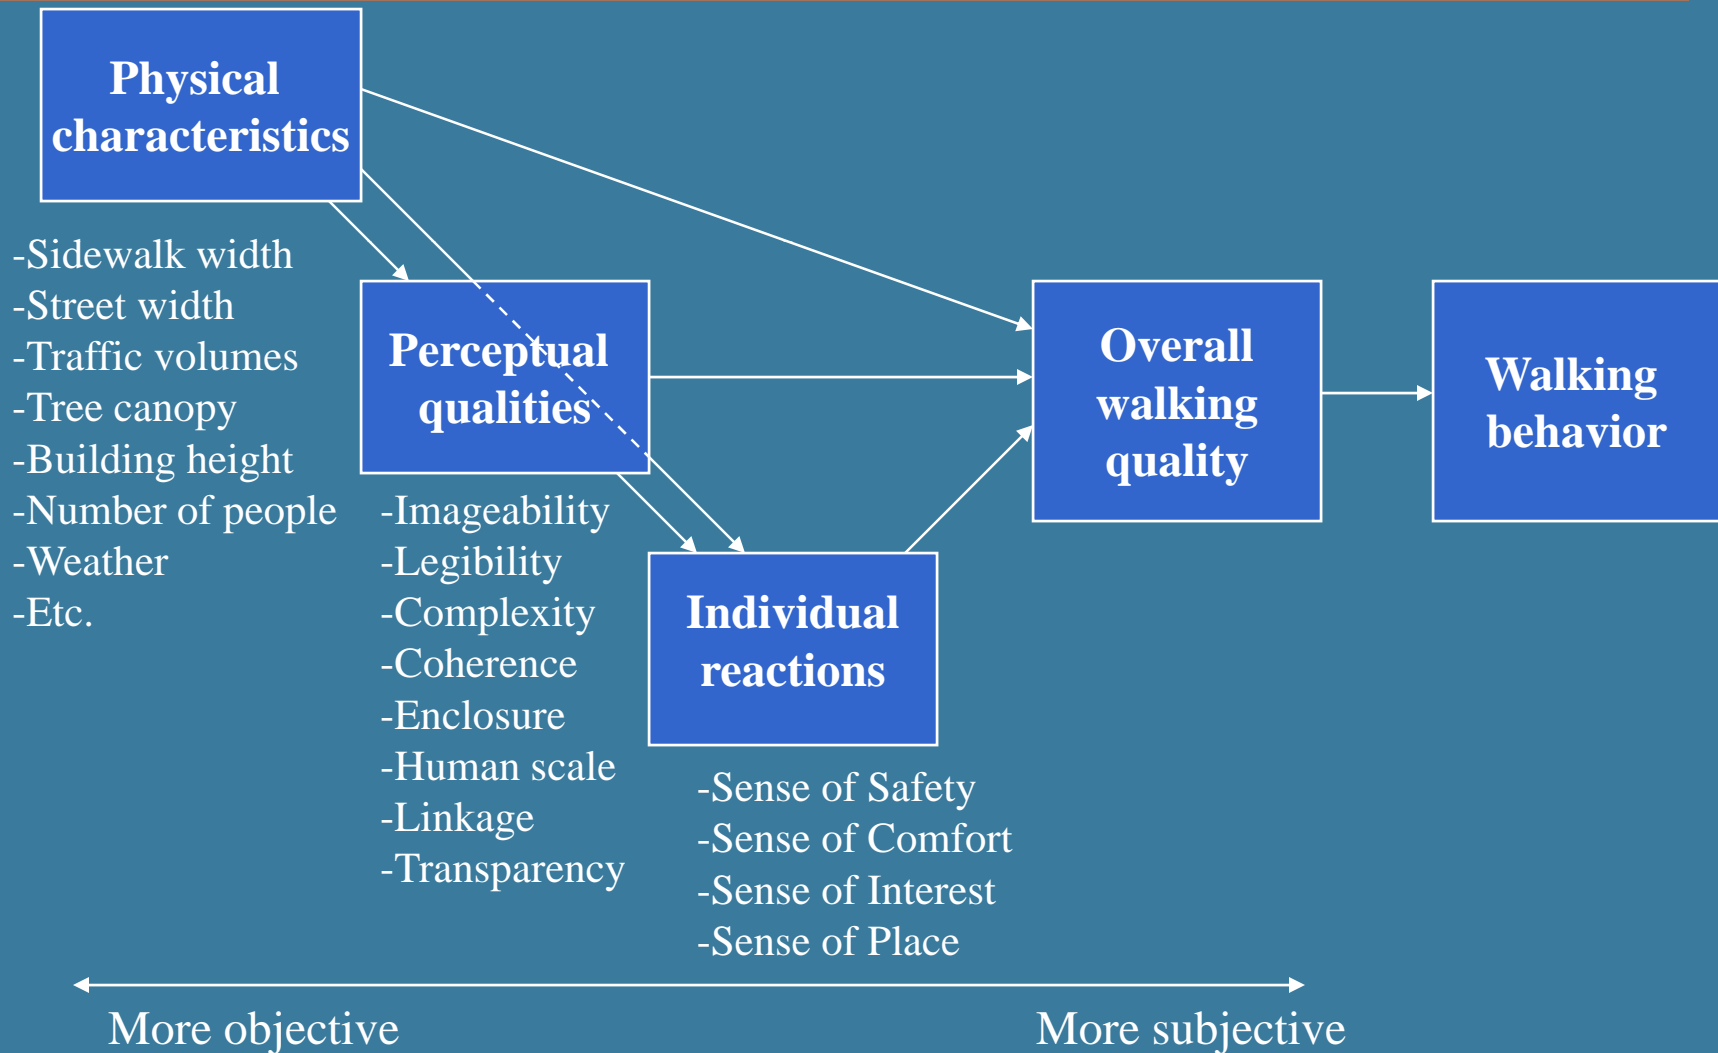 Physical
characteristics
-Sidewalk width
-Street width
-Traffic volumes
-Tree canopy
-Building height
-Number of people
-Weather
-Etc.
Perceptual
qualities
-Imageability
-Legibility
-Complexity
-Coherence
-Enclosure
-Human scale
-Linkage
-Transparency
Individual
reactions
-Sense of Safety
-Sense of Comfort
-Sense of Interest
-Sense of Place
Overall
walking
quality
Walking
behavior
More objective
More subjective